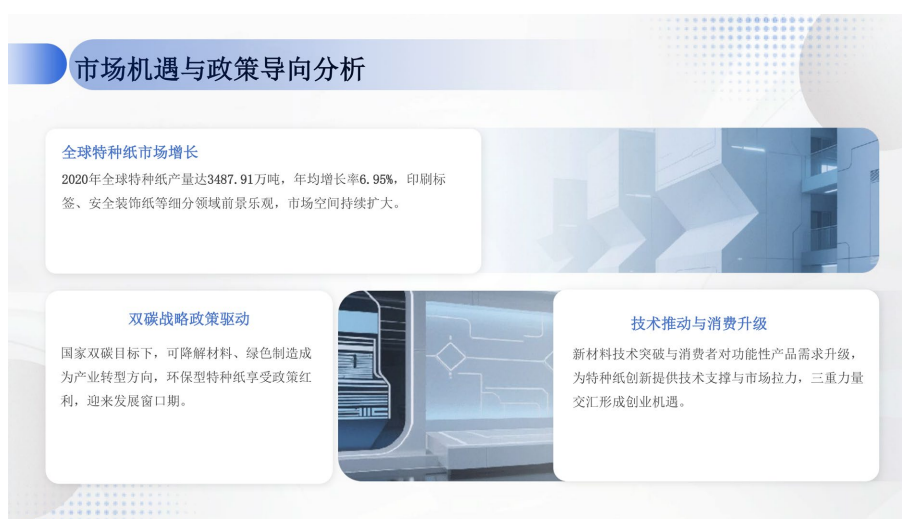 市场机遇与政策导向分析
全球特种纸市场增长
2020年全球特种纸产量达3487.91万吨，年均增长率6.95%，印刷标
签、安全装饰纸等细分领域前景乐观，市场空间持续扩大。
双碳战略政策驱动
国家双碳目标下，可降解材料、绿色制造成
为产业转型方向，环保型特种纸享受政策红
利，迎来发展窗口期。
技术推动与消费升级
新材料技术突破与消费者对功能性产品需求升级，
为特种纸创新提供技术支撑与市场拉力，三重力量
交汇形成创业机遇。